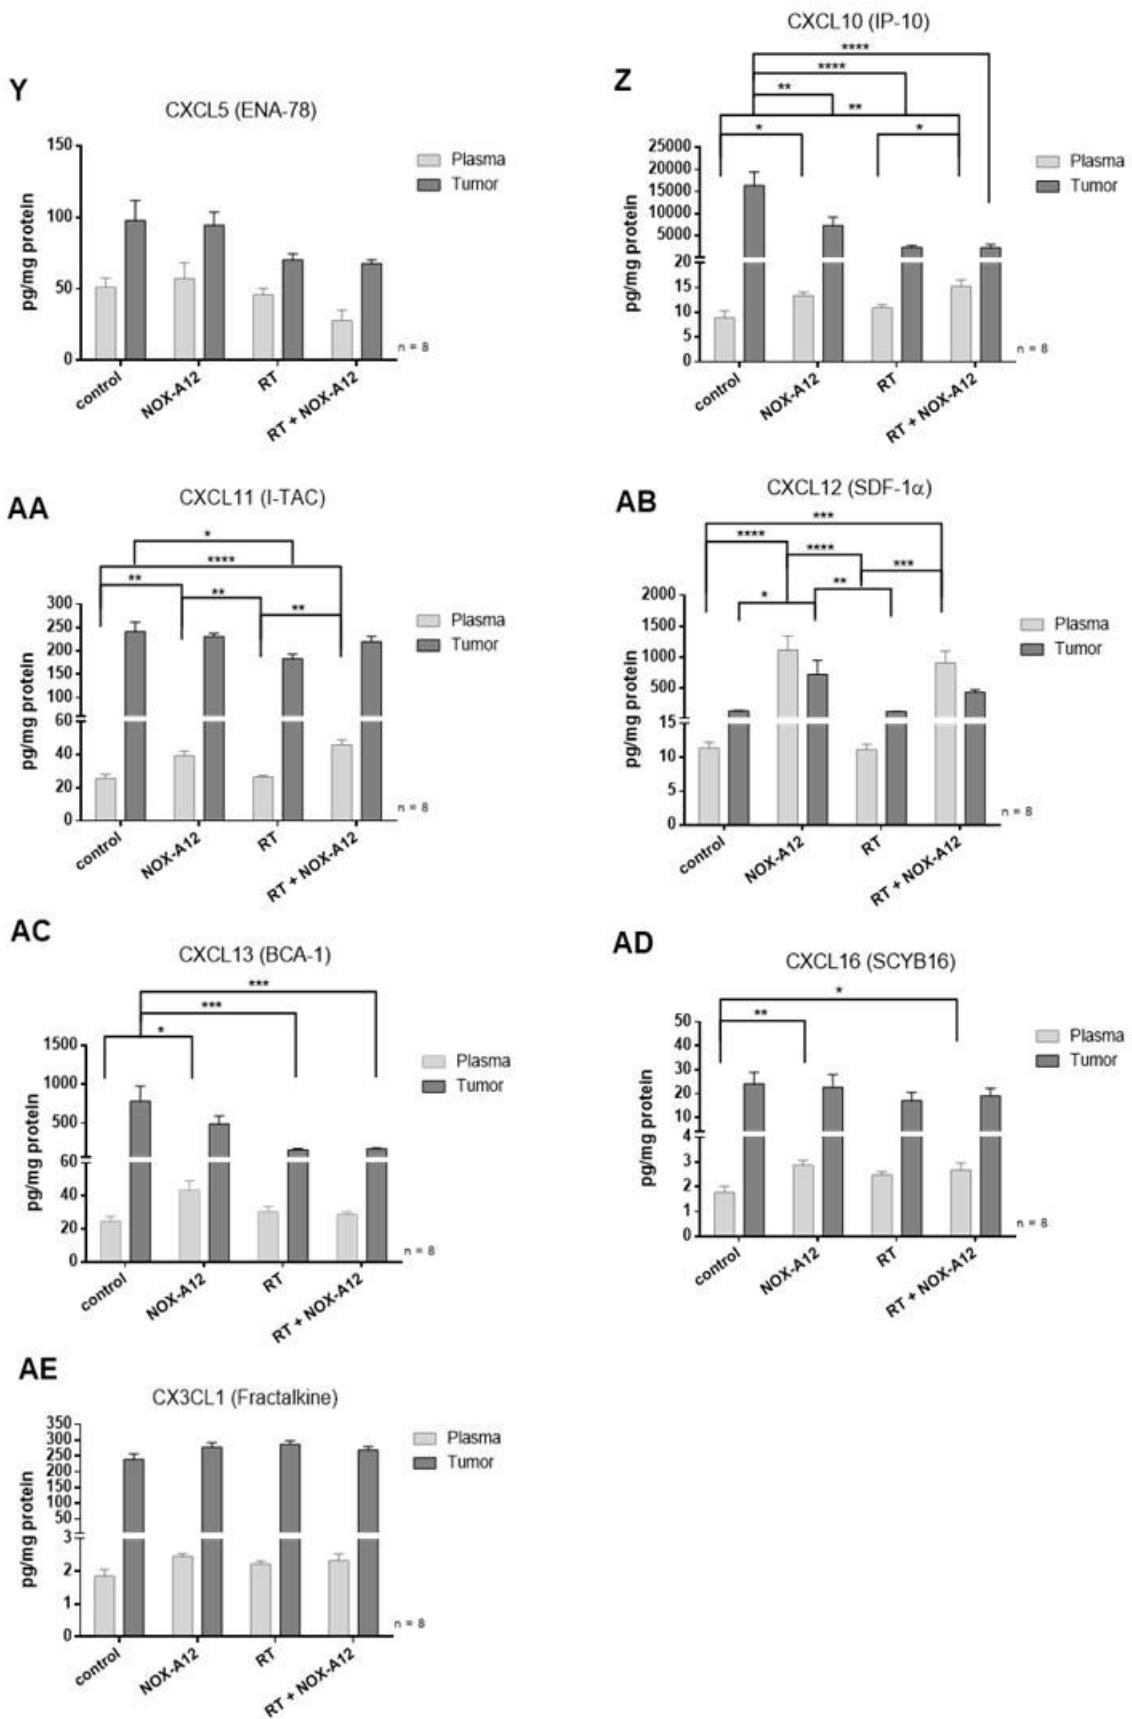 Y
CXCL5 (ENA-78)
150
100
50
0
pg/mg protein
Plasma
Tumor
n = 8
control
NOX-A12
RT
RT + NOX-A12
Z
CXCL10 (IP-10)
****
****
**
**
*
*
25000
20000
15000
10000
5000
20
15
10
5
0
pg/mg protein
Plasma
Tumor
n = 8
control
NOX-A12
RT
RT + NOX-A12
AA
CXCL11 (I-TAC)
*
****
**
**
**
300
250
200
150
100
60
40
20
0
pg/mg protein
Plasma
Tumor
n = 8
control
NOX-A12
RT
RT + NOX-A12
AB
CXCL12 (SDF-1α)
***
****
****
***
**
*
2000
1500
1000
500
15
10
5
0
pg/mg protein
Plasma
Tumor
n = 8
control
NOX-A12
RT
RT + NOX-A12
AC
CXCL13 (BCA-1)
***
***
*
1500
1000
500
60
40
20
0
pg/mg protein
Plasma
Tumor
n = 8
control
NOX-A12
RT
RT + NOX-A12
AD
CXCL16 (SCYB16)
*
**
50
40
30
20
10
4
3
2
1
0
pg/mg protein
Plasma
Tumor
n = 8
control
NOX-A12
RT
RT + NOX-A12
AE
CX3CL1 (Fractalkine)
350
300
250
200
150
100
50
3
2
1
0
pg/mg protein
Plasma
Tumor
n = 8
control
NOX-A12
RT
RT + NOX-A12